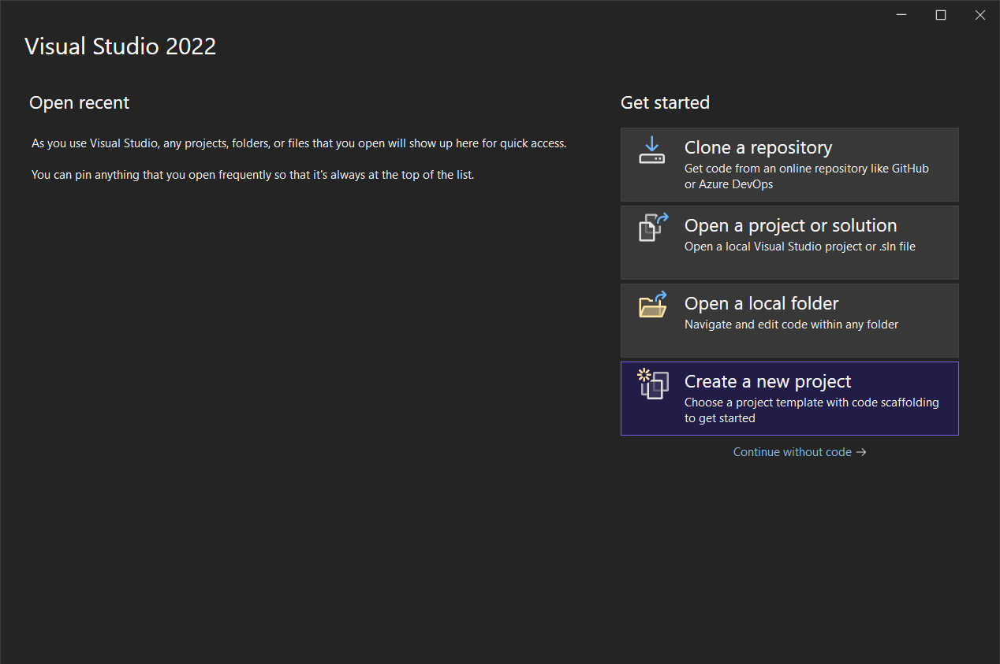 Visual Studio 2022
Open recent
As you use Visual Studio, any projects, folders, or files that you open will show up here for quick access.
You can pin anything that you open frequently so that it's always at the top of the list.
Get started
Clone a repository
Get code from an online repository like GitHub
or Azure DevOps
Open a project or solution
Open a local Visual Studio project or .sln file
Open a local folder
Navigate and edit code within any folder
Create a new project
Choose a project template with code scaffolding
to get started
Continue without code →